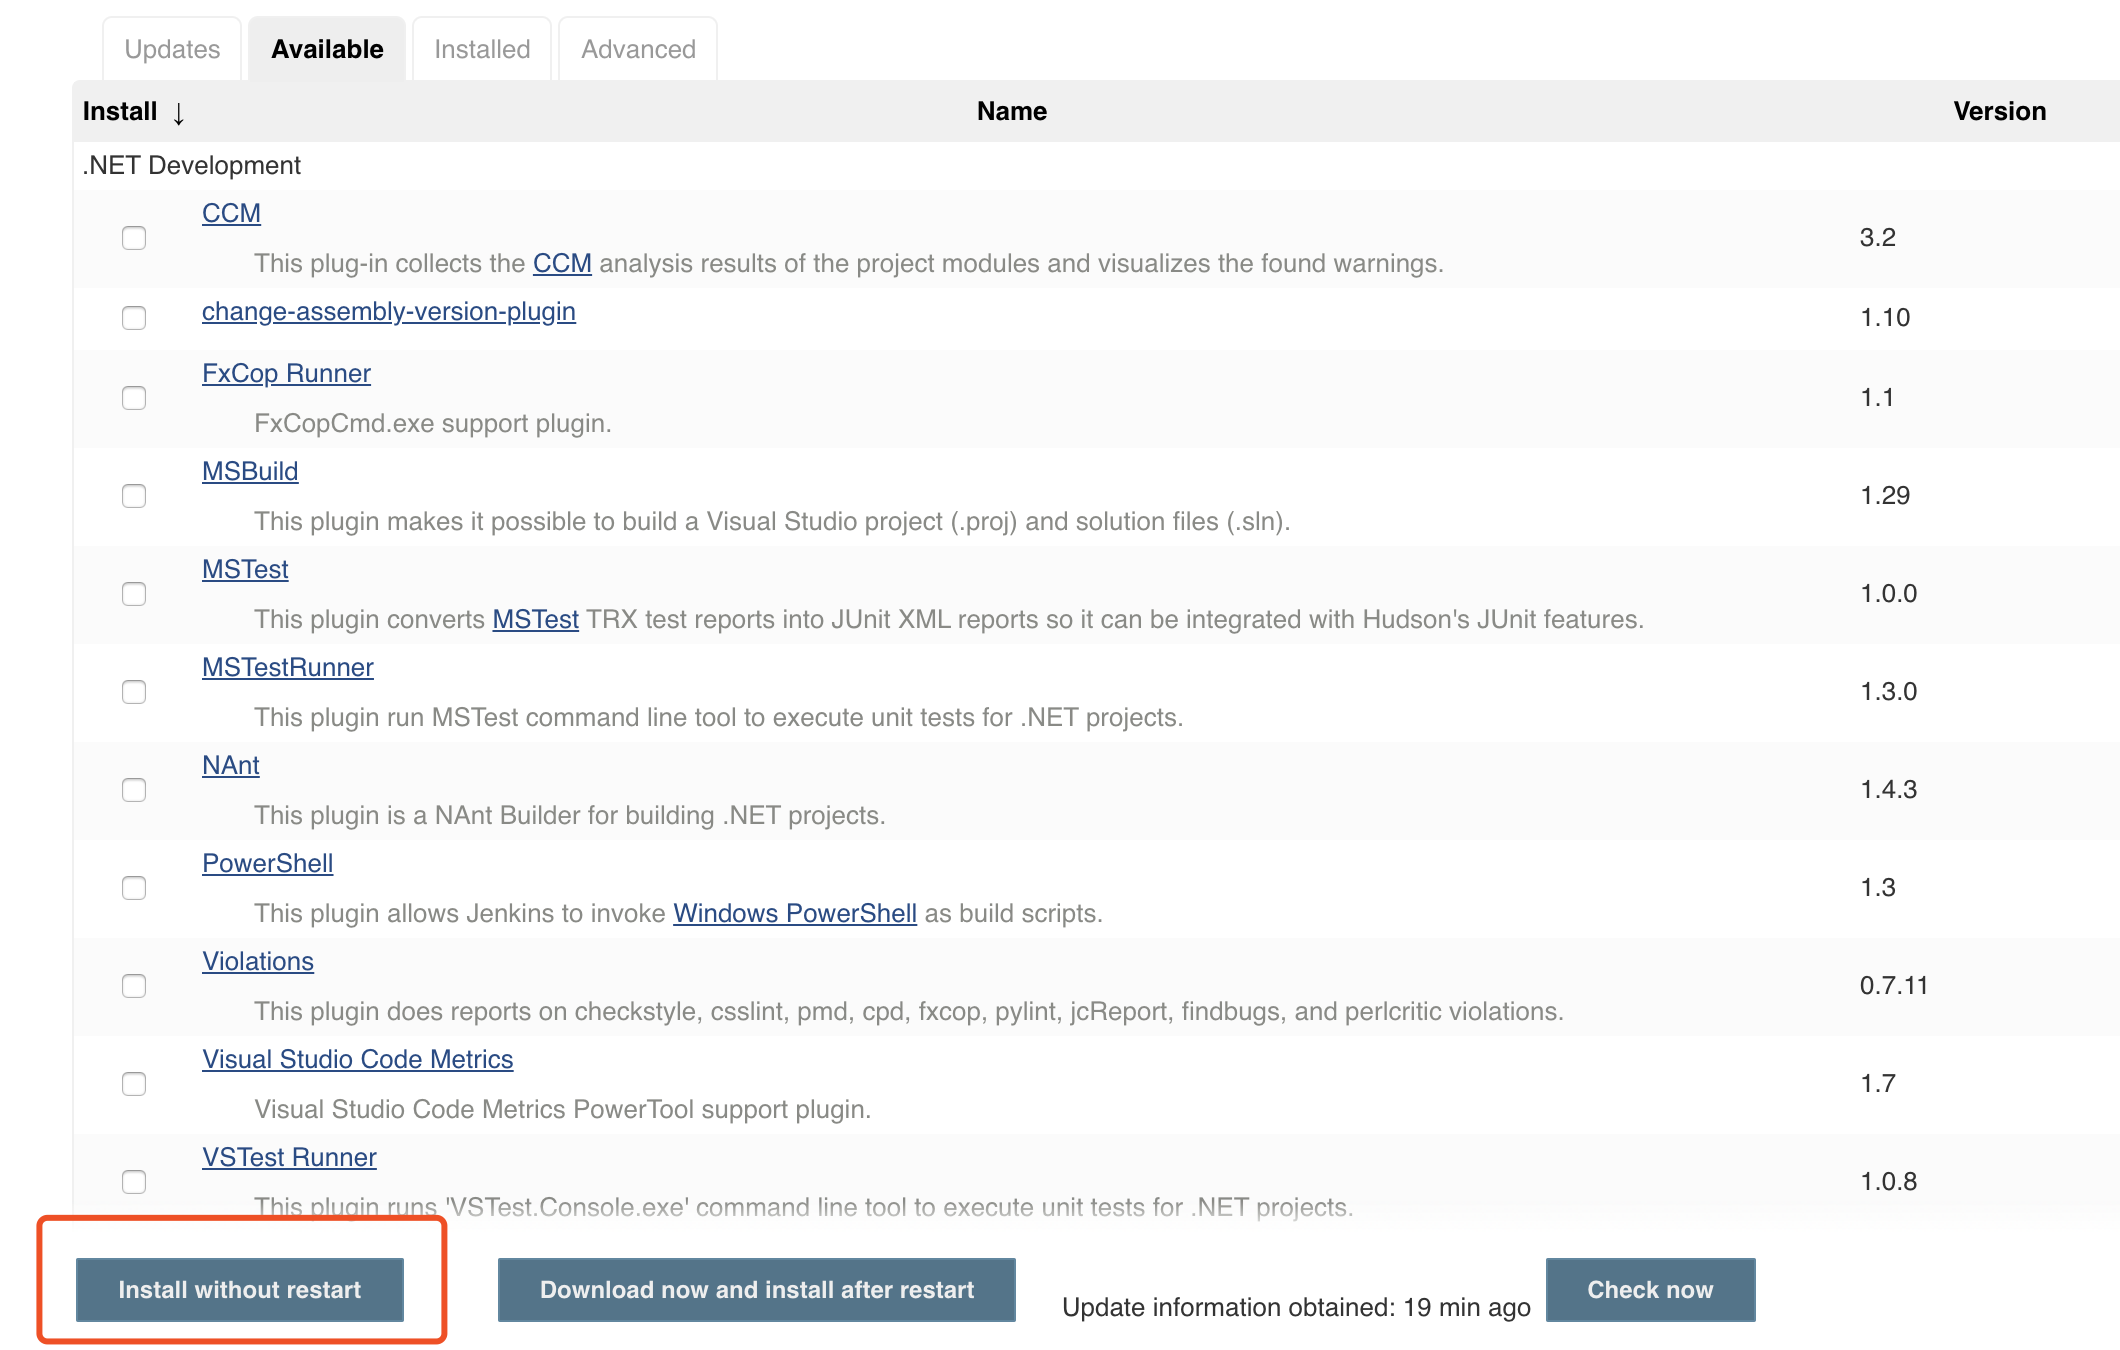 Updates Available Installed Advanced
Install ↓ Name Version
.NET Development
CCM
This plug-in collects the CCM analysis results of the project modules and visualizes the found warnings.
3.2
change-assembly-version-plugin
1.10
FxCop Runner
FxCopCmd.exe support plugin.
1.1
MSBuild
This plugin makes it possible to build a Visual Studio project (.proj) and solution files (.sln).
1.29
MSTest
This plugin converts MSTest TRX test reports into JUnit XML reports so it can be integrated with Hudson's JUnit features.
1.0.0
MSTestRunner
This plugin run MSTest command line tool to execute unit tests for .NET projects.
1.3.0
NAnt
This plugin is a NAnt Builder for building .NET projects.
1.4.3
PowerShell
This plugin allows Jenkins to invoke Windows PowerShell as build scripts.
1.3
Violations
This plugin does reports on checkstyle, csslint, pmd, cpd, fxcop, pylint, jcReport, findbugs, and perlcritic violations.
0.7.11
Visual Studio Code Metrics
Visual Studio Code Metrics PowerTool support plugin.
1.7
VSTest Runner
This plugin runs 'VSTest.Console.exe' command line tool to execute unit tests for .NET projects.
1.0.8
Install without restart Download now and install after restart Update information obtained: 19 min ago Check now